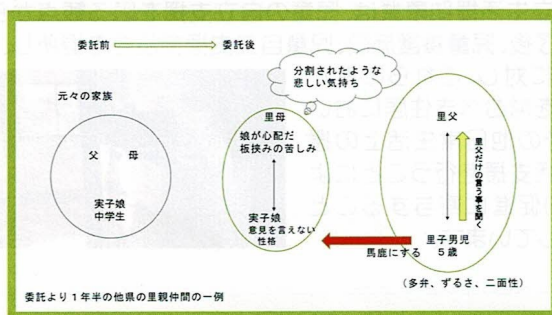 委託前
委託後
分割されたような
悲しい気持ち
元々の家族
父 母
実子娘
中学生
里母
娘が心配だ
板挟みの苦しみ
実子娘
意見を言えない
性格
里父
里父だけの言う事を聞く
里子男児
5歳
馬鹿にする
(多弁、ずるさ、二面性)
委託より1年半の他県の里親仲間の一例